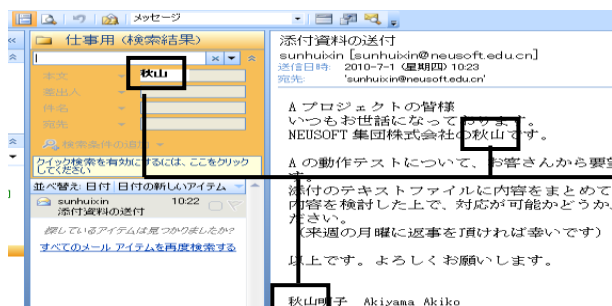 メッセージ
仕事用 (検索結果)
本文
秋山
差出人
件名
宛先
検索条件の追加
クイック検索を有効にするには、ここをクリック
してください
並べ替え: 日付 日付の新しいアイテム
sunhuixin 10:22
添付資料の送付
探しているアイテムは見つかりましたか?
すべてのメール アイテムを再度検索する
添付資料の送付
sunhuixin [sunhuixin@neusoft.edu.cn]
送信日時: 2010-7-1 (星期四) 10:23
宛先: 'sunhuixin@neusoft.edu.cn'
A プロジェクトの皆様
いつもお世話になっております。
NEUSOFT 集団株式会社の秋山です。
A の動作テストについて、お客さんから要望
す。
添付のテキストファイルに内容をまとめて
内容を検討した上で、対応が可能かどうか、
ださい。
(来週の月曜に返事を頂ければ幸いです)
以上です。よろしくお願いします。
秋山明子 Akiyama Akiko